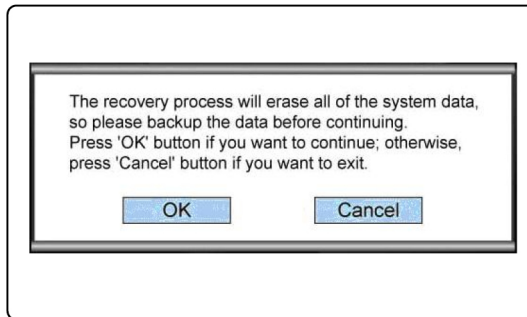 The recovery process will erase all of the system data,
so please backup the data before continuing.
Press 'OK' button if you want to continue; otherwise,
press 'Cancel' button if you want to exit.
OK
Cancel